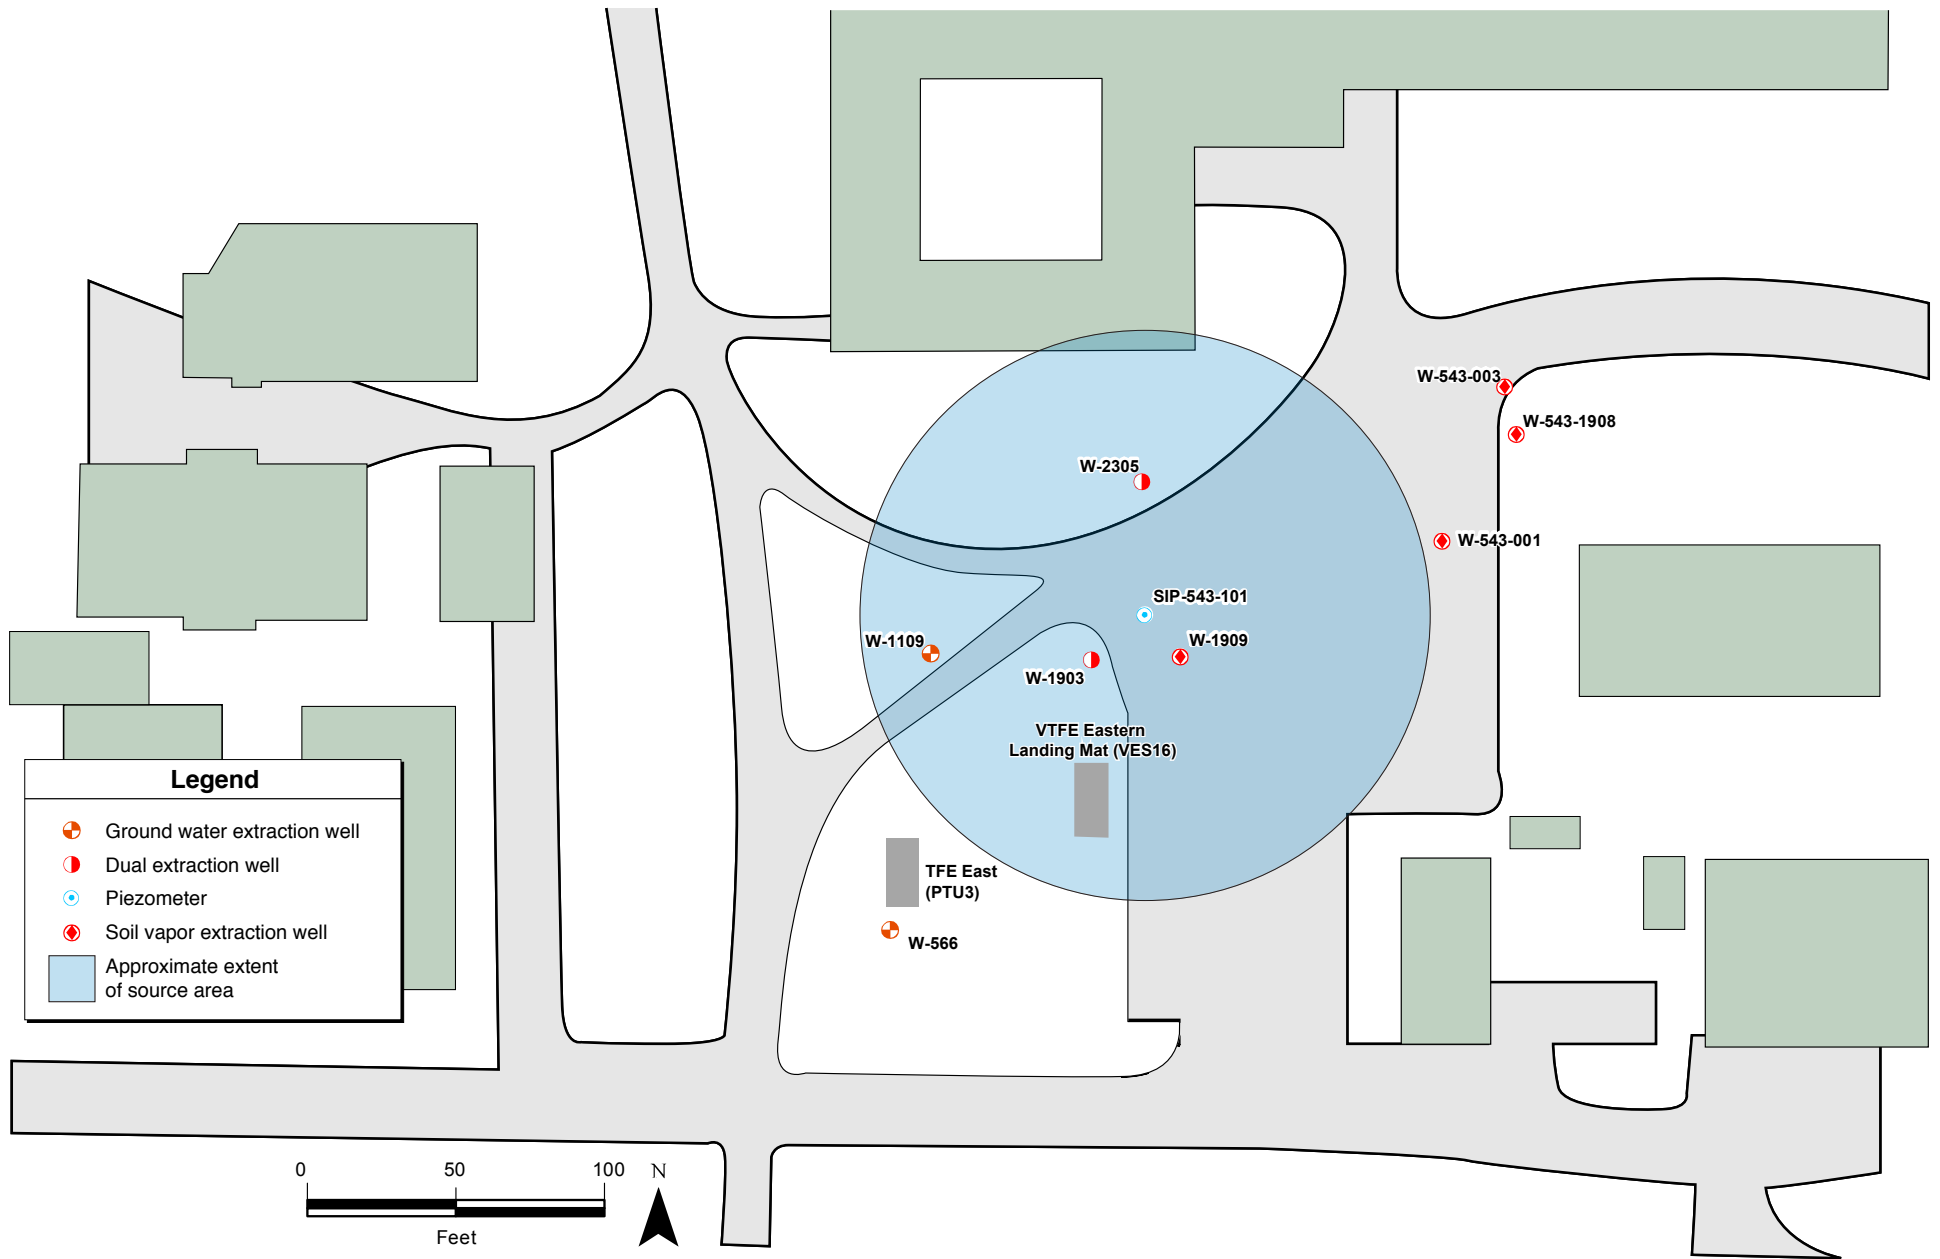 W-543-003
W-543-1908
W-2305
W-543-001
SIP-543-101
W-1109
W-1909
W-1903
VTFE Eastern
Landing Mat (VES16)
TFE East
(PTU3)
W-566
Legend
Ground water extraction well
Dual extraction well
Piezometer
Soil vapor extraction well
Approximate extent
of source area
0 50 100 N
Feet